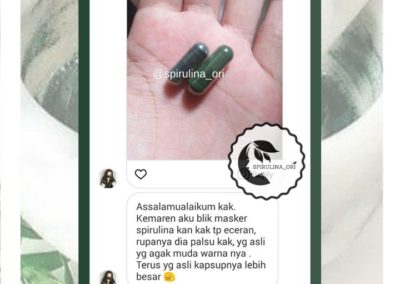 @spirulina_ori
SPIRULINA_ORI
Assalamualaikum kak.
Kemaren aku blik masker
spirulina kan kak tp eceran,
rupanya dia palsu kak, yg asli
yg agak muda warna nya .
Terus yg asli kapsupnya lebih
besar 😥